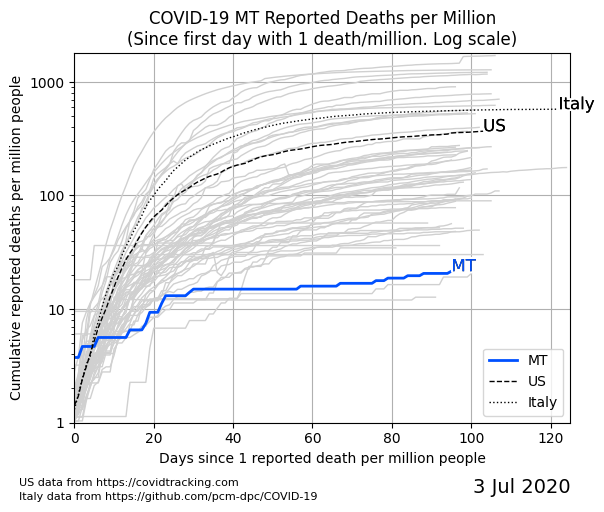 COVID-19 MT Reported Deaths per Million
(Since first day with 1 death/million. Log scale)
Cumulative reported deaths per million people
1000
100
10
1
Italy
US
MT
MT
US
Italy
0 20 40 60 80 100 120
Days since 1 reported death per million people
US data from https://covidtracking.com
Italy data from https://github.com/pcm-dpc/COVID-19
3 Jul 2020